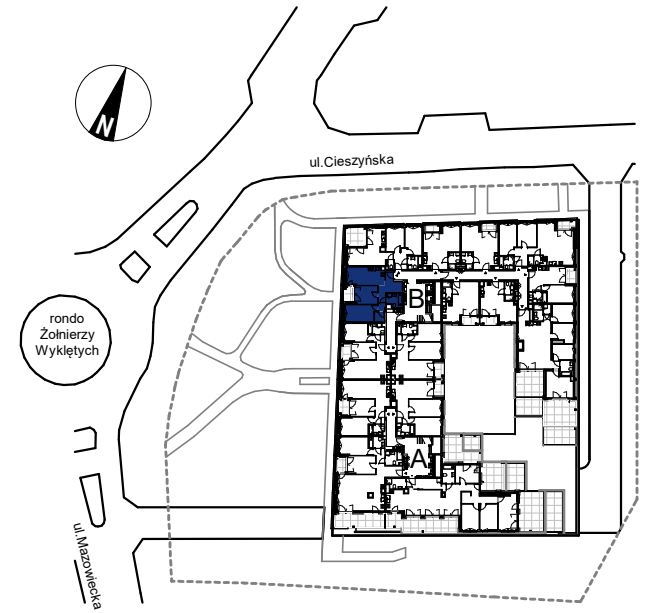 N
ul.Cieszyńska
B
rondo
Żołnierzy
Wyklętych
A
ul.Mazowiecka